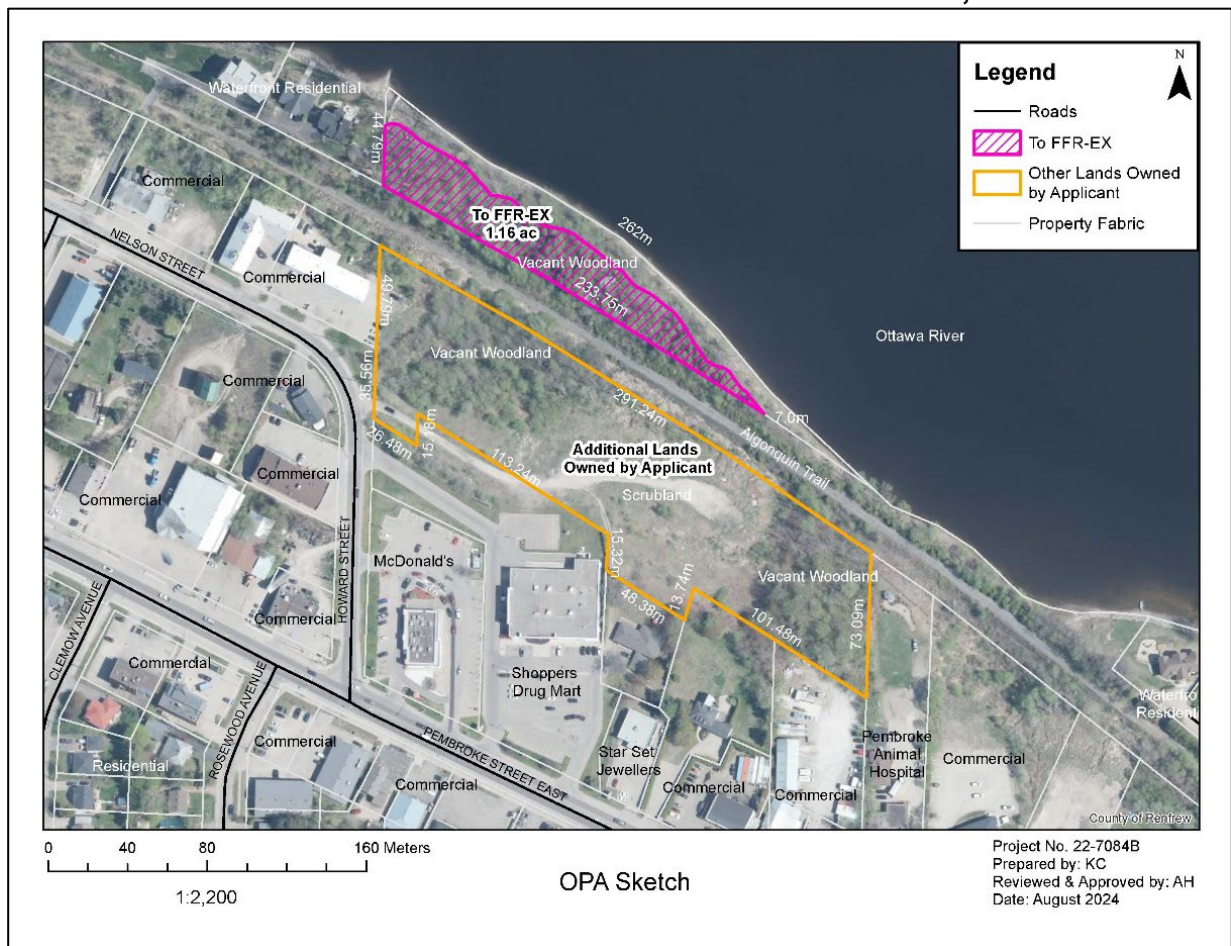 Legend
N
Roads
To FFR-EX
Other Lands Owned
by Applicant
Property Fabric
Waterfront Residential
44.79m
Commercial
To FFR-EX
1.16 ac
262m
Vacant Woodland
233.75m
NELSON STREET
Commercial
49.79m
Vacant Woodland
Ottawa River
35.56m
Commercial
291.24m
7.0m
Algonquin Trail
26.48m
15.78m
113.24m
Additional Lands
Owned by Applicant
Scrubland
Commercial
Commercial
HOWARD STREET
McDonald's
15.32m
48.38m
13.74m
Vacant Woodland
101.48m
73.09m
CLEMOW AVENUE
Commercial
Commercial
ROSEWOOD AVENUE
Shoppers
Drug Mart
Residential
Commercial
PEMBROKE STREET EAST
Commercial
Star Set
Jewellers
Commercial
Commercial
Pembroke
Animal
Hospital
Commercial
Waterfro
Resident
County of Renfrew
0 40 80 160 Meters
1:2,200
OPA Sketch
Project No. 22-7084B
Prepared by: KC
Reviewed & Approved by: AH
Date: August 2024